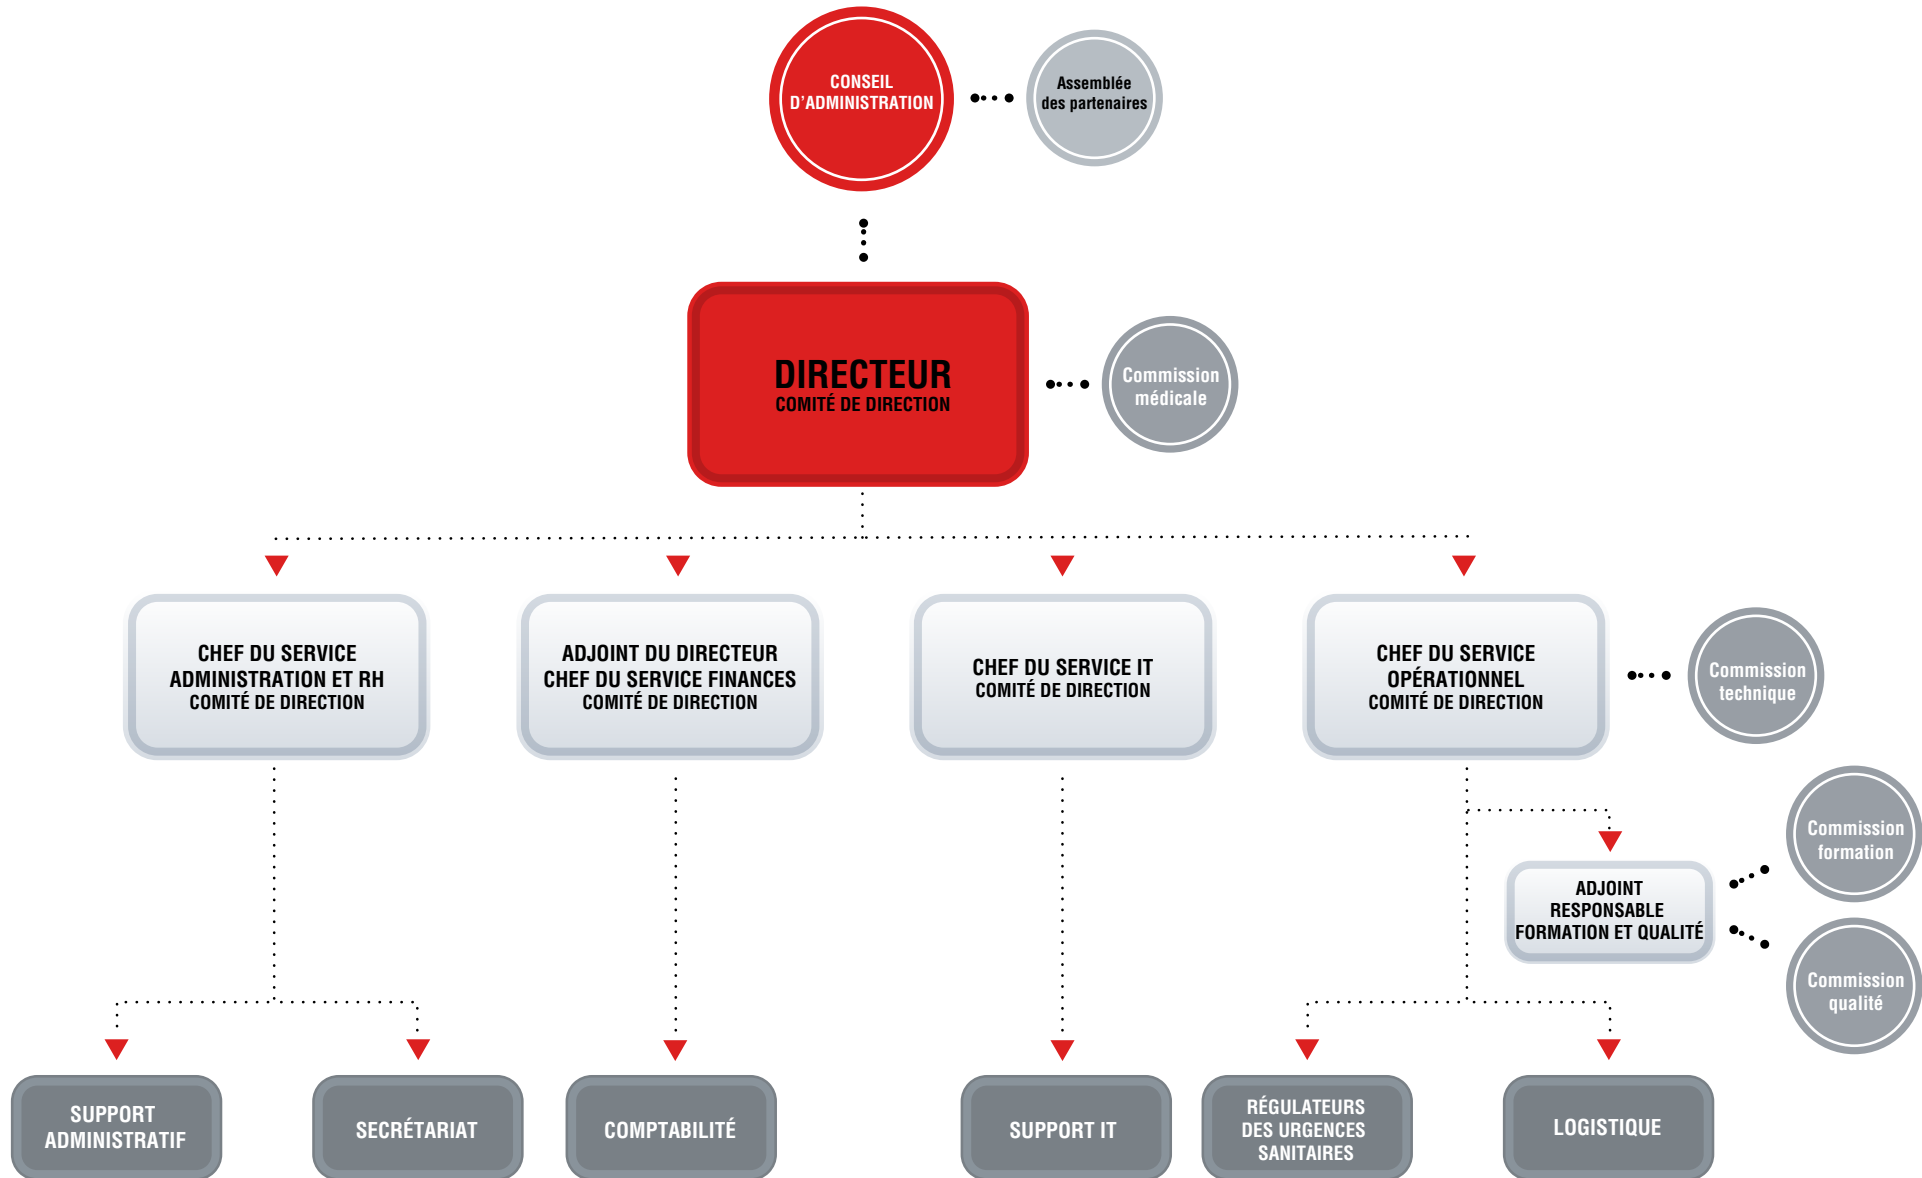 CONSEIL
D'ADMINISTRATION
Assemblée
des partenaires
DIRECTEUR
COMITÉ DE DIRECTION
Commission
médicale
CHEF DU SERVICE
ADMINISTRATION ET RH
COMITÉ DE DIRECTION
ADJOINT DU DIRECTEUR
CHEF DU SERVICE FINANCES
COMITÉ DE DIRECTION
CHEF DU SERVICE IT
COMITÉ DE DIRECTION
CHEF DU SERVICE
OPÉRATIONNEL
COMITÉ DE DIRECTION
Commission
technique
Commission
formation
ADJOINT
RESPONSABLE
FORMATION ET QUALITÉ
Commission
qualité
SUPPORT
ADMINISTRATIF
SECRÉTARIAT
COMPTABILITÉ
SUPPORT IT
RÉGULATEURS
DES URGENCES
SANITAIRES
LOGISTIQUE